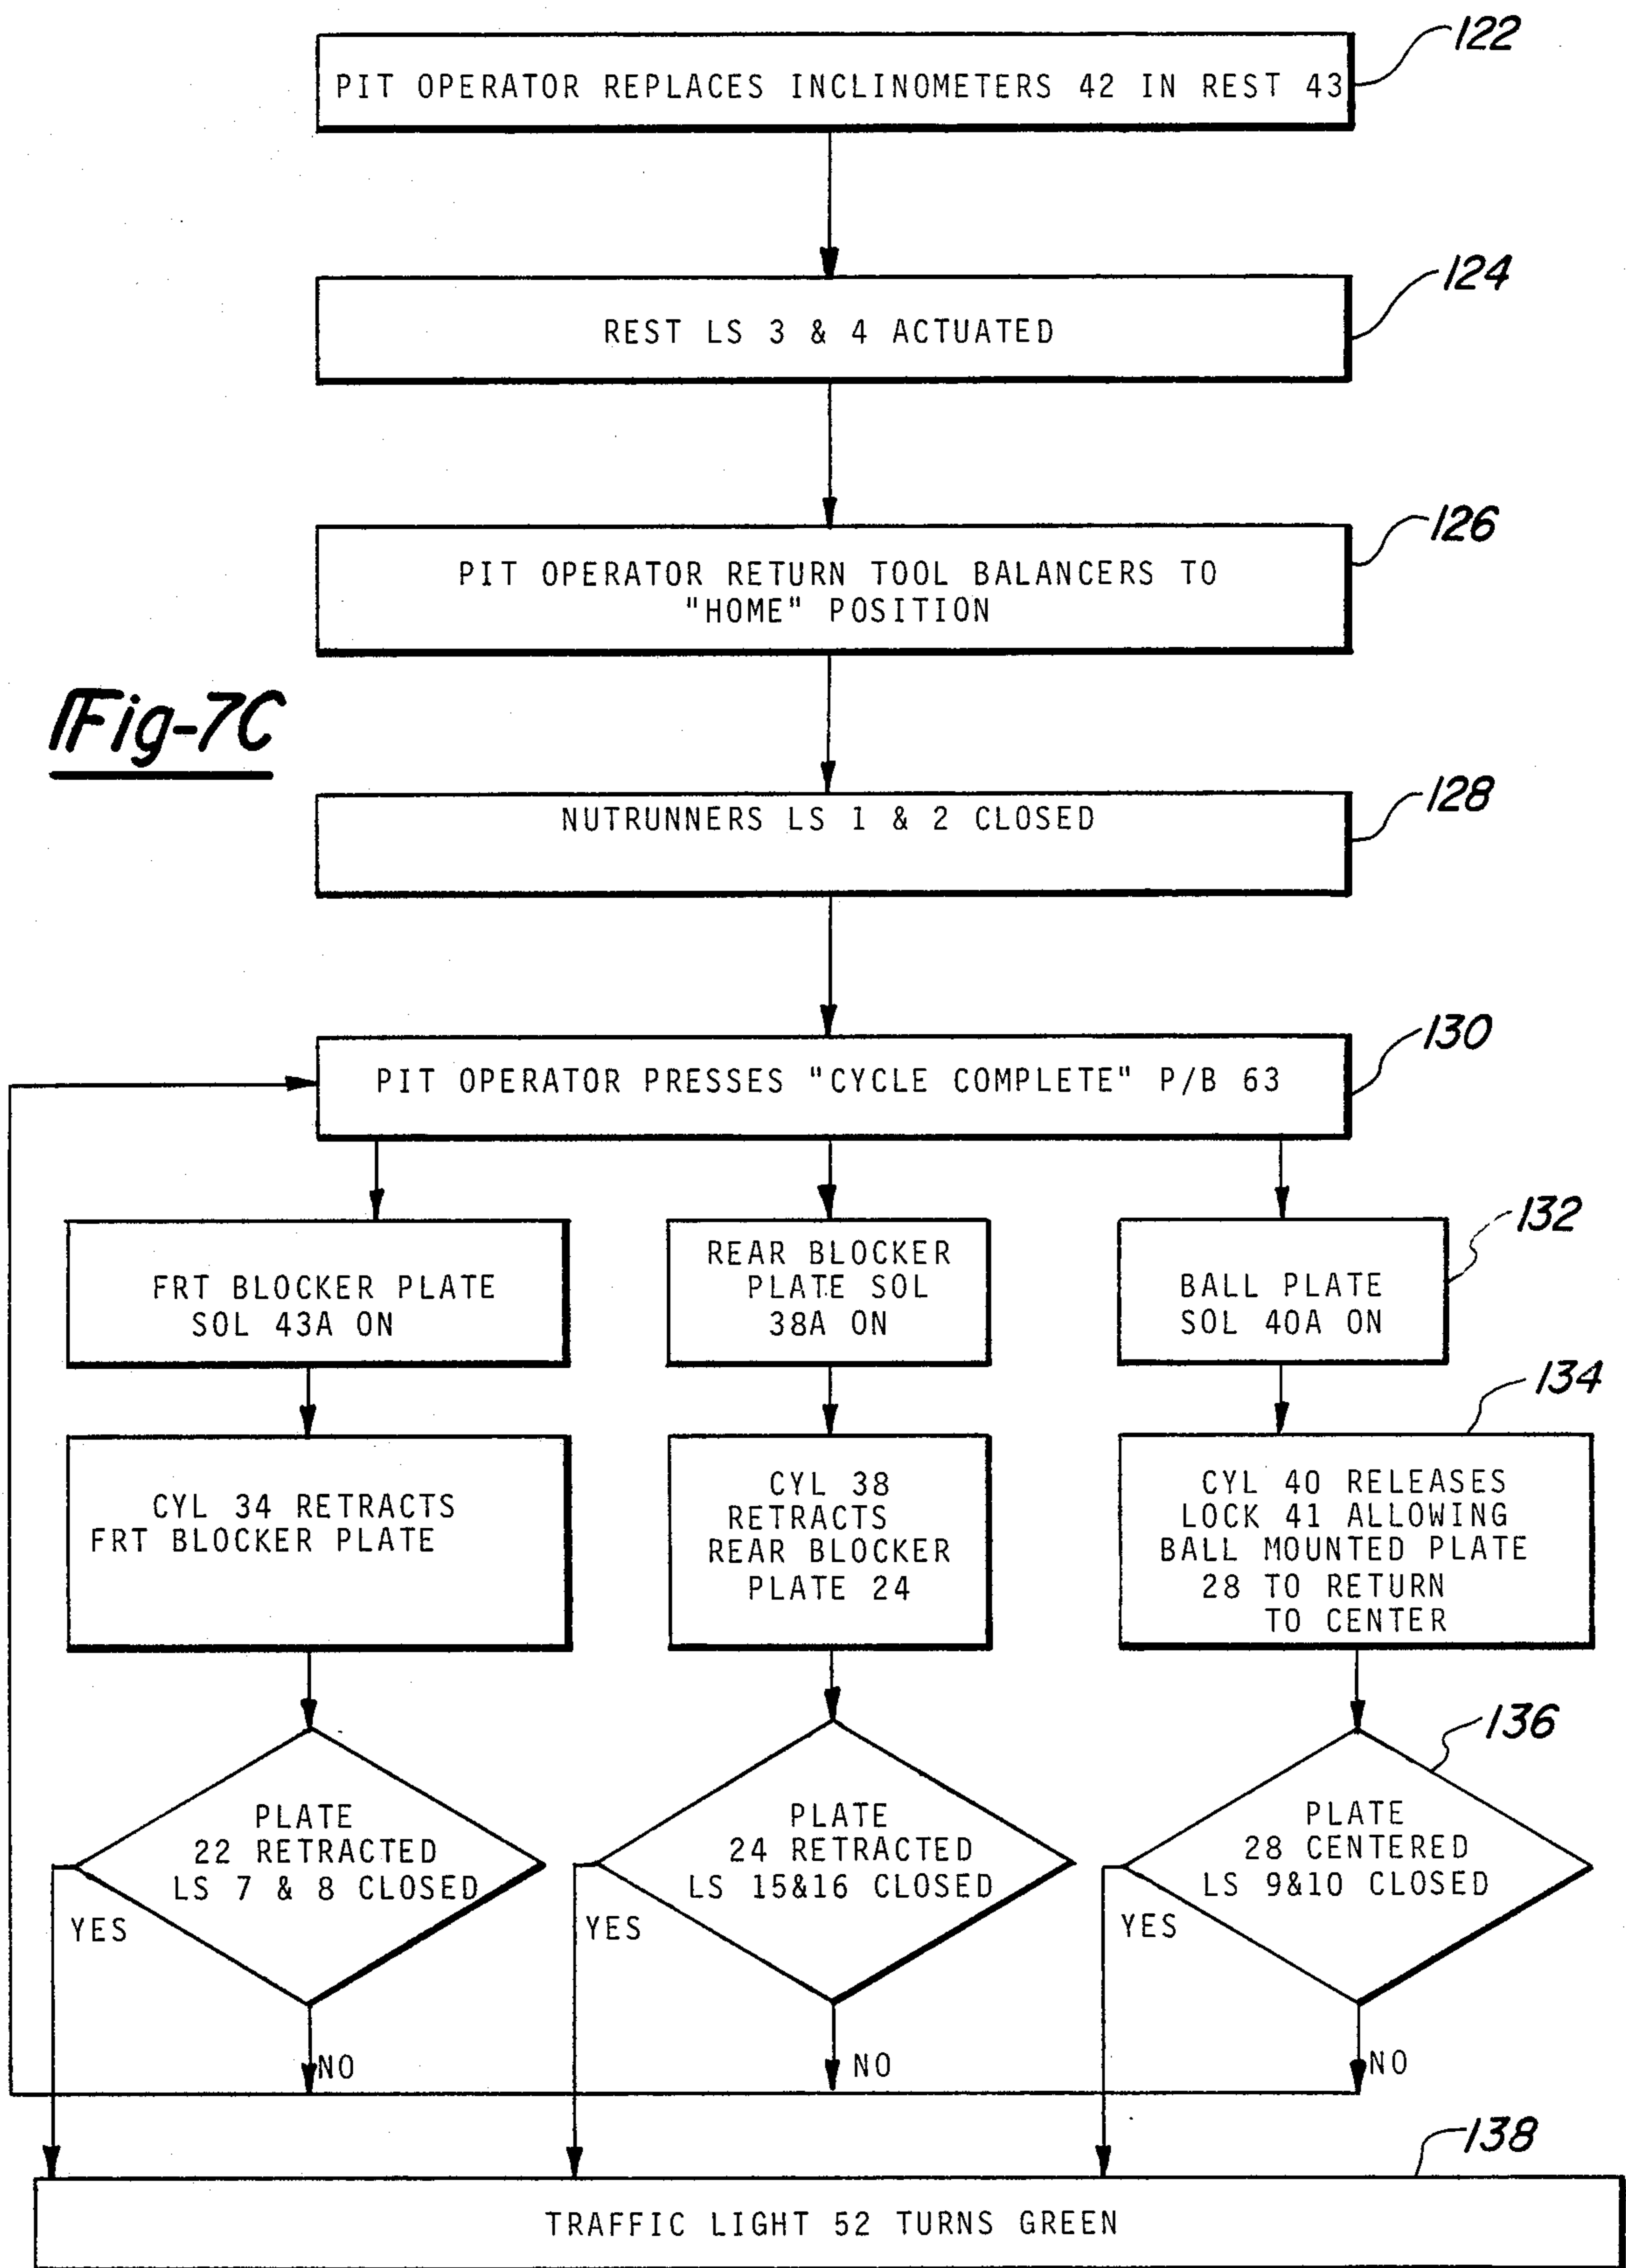 122
PIT OPERATOR REPLACES INCLINOMETERS 42 IN REST 43
124
REST LS 3 & 4 ACTUATED
126
PIT OPERATOR RETURN TOOL BALANCERS TO
"HOME" POSITION
Fig-7C
128
NUTRUNNERS LS 1 & 2 CLOSED
130
PIT OPERATOR PRESSES "CYCLE COMPLETE" P/B 63
132
FRT BLOCKER PLATE
SOL 43A ON
REAR BLOCKER
PLATE SOL
38A ON
BALL PLATE
SOL 40A ON
134
CYL 34 RETRACTS
FRT BLOCKER PLATE
CYL 38
RETRACTS
REAR BLOCKER
PLATE 24
CYL 40 RELEASES
LOCK 41 ALLOWING
BALL MOUNTED PLATE
28 TO RETURN
TO CENTER
136
PLATE
22 RETRACTED
LS 7 & 8 CLOSED
PLATE
24 RETRACTED
LS 15&16 CLOSED
PLATE
28 CENTERED
LS 9&10 CLOSED
YES
YES
YES
NO
NO
NO
138
TRAFFIC LIGHT 52 TURNS GREEN